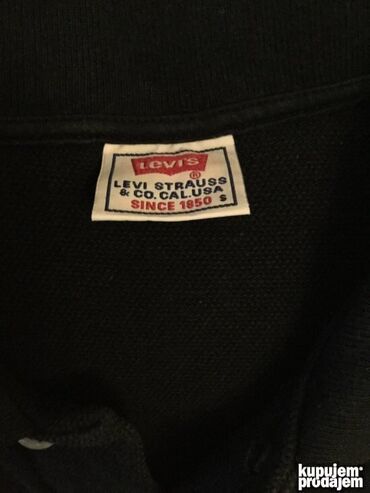 LEVI'S
®
LEVI STRAUSS
& CO. CAL. USA
SINCE 1850 S
kupujem
prodajem